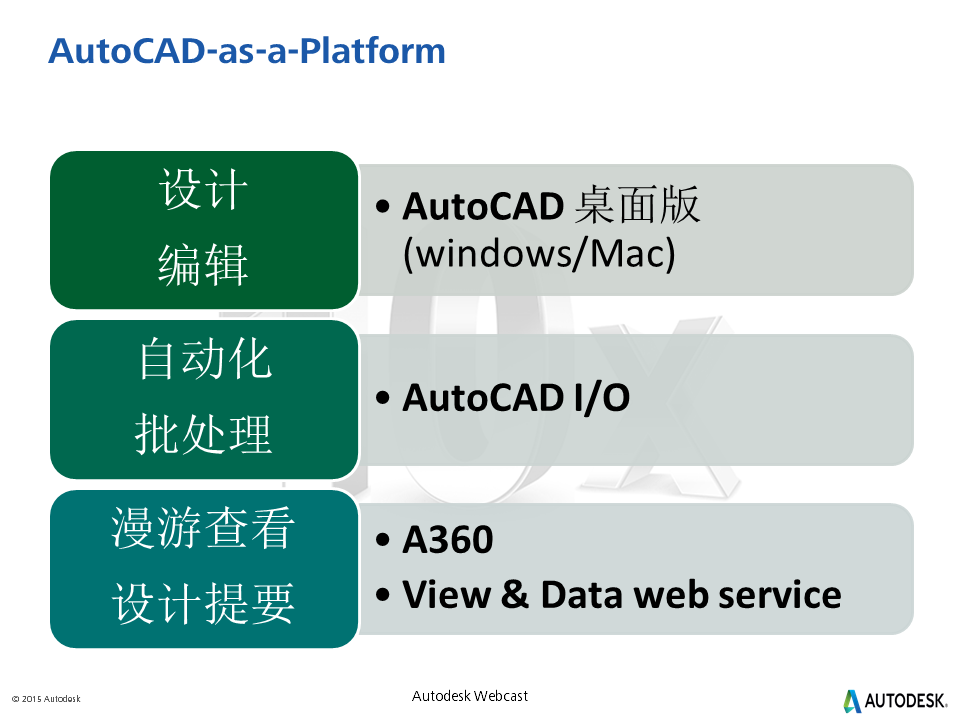 AutoCAD-as-a-Platform
设计
编辑
• AutoCAD 桌面版
(windows/Mac)
自动化
批处理
• AutoCAD I/O
漫游查看
设计提要
• A360
• View & Data web service
10x
© 2015 Autodesk
Autodesk Webcast
AUTODESK.